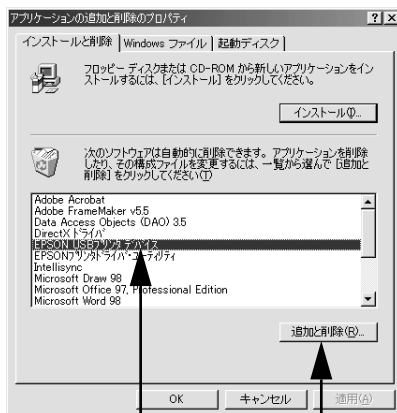 アプリケーションの追加と削除のプロパティ
? ×
インストールと削除 Windows ファイル 起動ディスク
フロッピー ディスクまたは CD-ROM から新しいアプリケーションをイン
ストールするには、[インストール] をクリックしてください。
インストール(I)...
次のソフトウェアは自動的に削除できます。アプリケーションを削除
したり、その構成ファイルを変更するには、一覧から選んで [追加と
削除] をクリックしてください(T)
Adobe Acrobat
Adobe FrameMaker v5.5
Data Access Objects (DAO) 3.5
DirectX ドライバ
EPSON USBプリンタ デバイス
EPSONプリンタドライバ・ユーティリティ
Intellisync
Microsoft Draw 98
Microsoft Office 97, Professional Edition
Microsoft Word 98
追加と削除(R)...
OK キャンセル 適用(A)